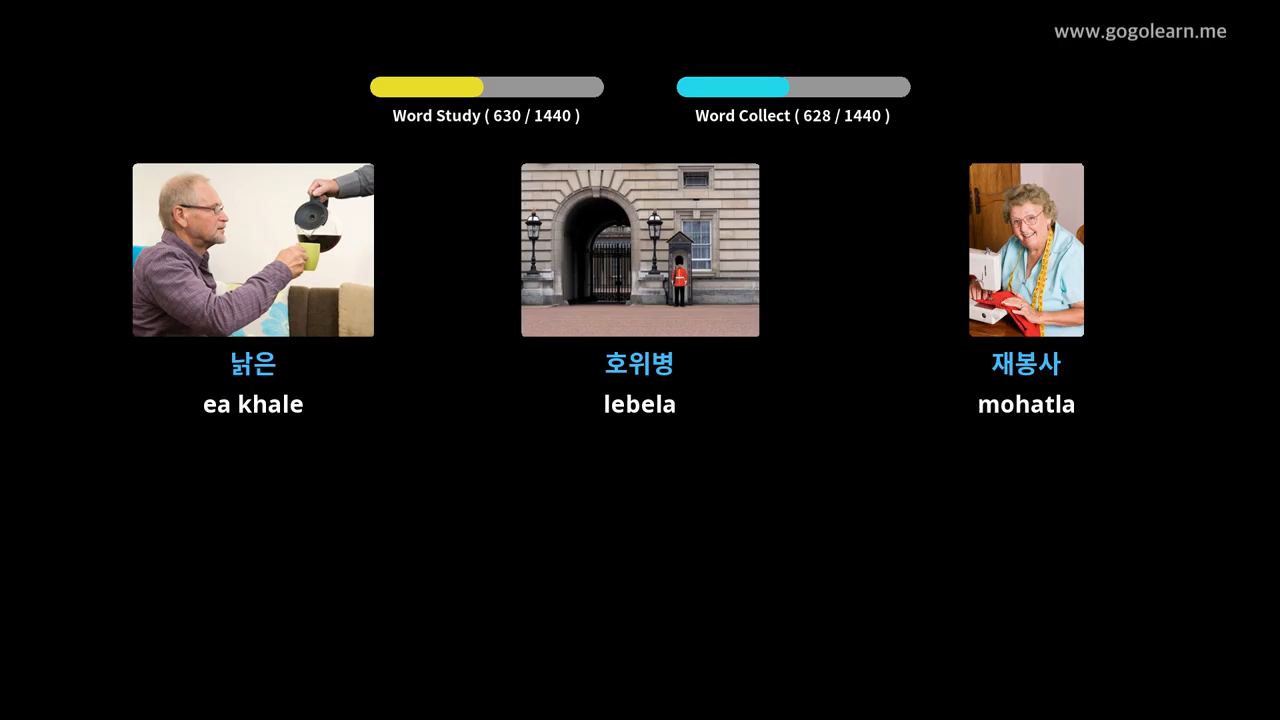 www.gogolearn.me
Word Study ( 630 / 1440 )
Word Collect ( 628 / 1440 )
낡은
호위병
재봉사
ea khale
lebela
mohatla